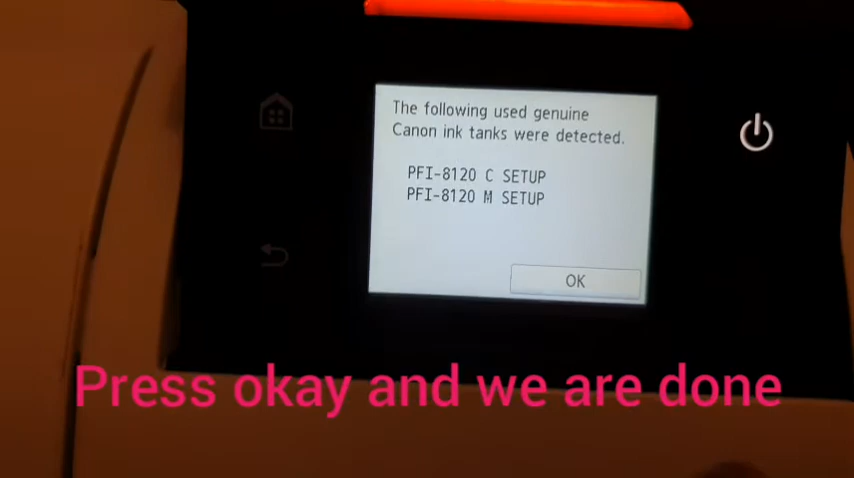 The following used genuine
Canon ink tanks were detected.
PFI-8120 C SETUP
PFI-8120 M SETUP
OK
Press okay and we are done